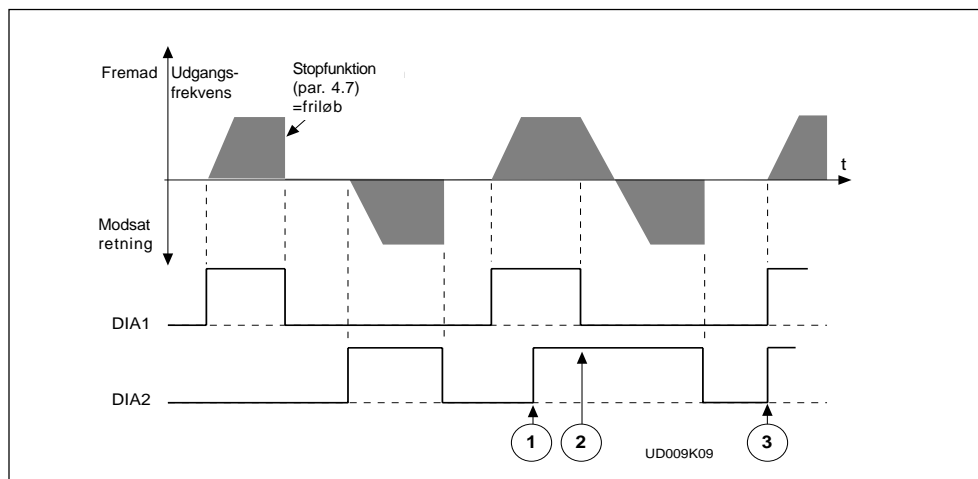 Fremad
Udgangs-
frekvens
Stopfunktion
(par. 4.7)
=friløb
t
Modsat
retning
DIA1
DIA2
1
2
3
UD009K09